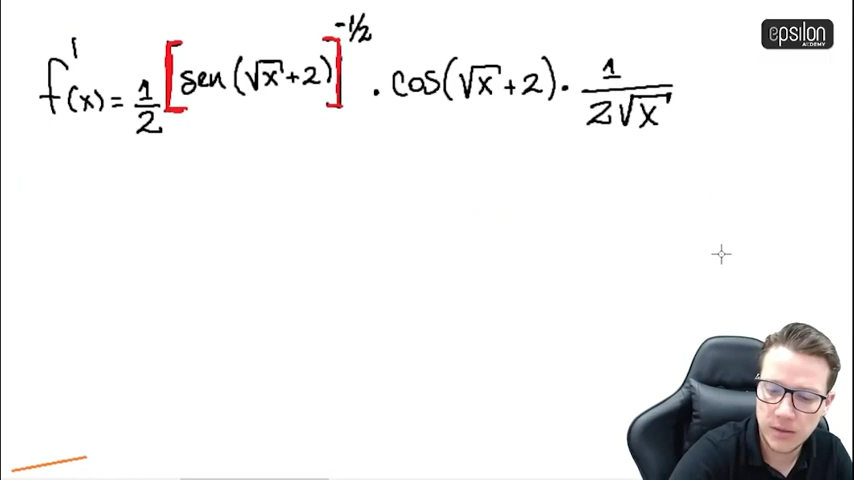 epsilon
ACADEMY
f'(x) = 1/2 [sen(√x+2)]^-1/2 · cos(√x+2) · 1/2√x